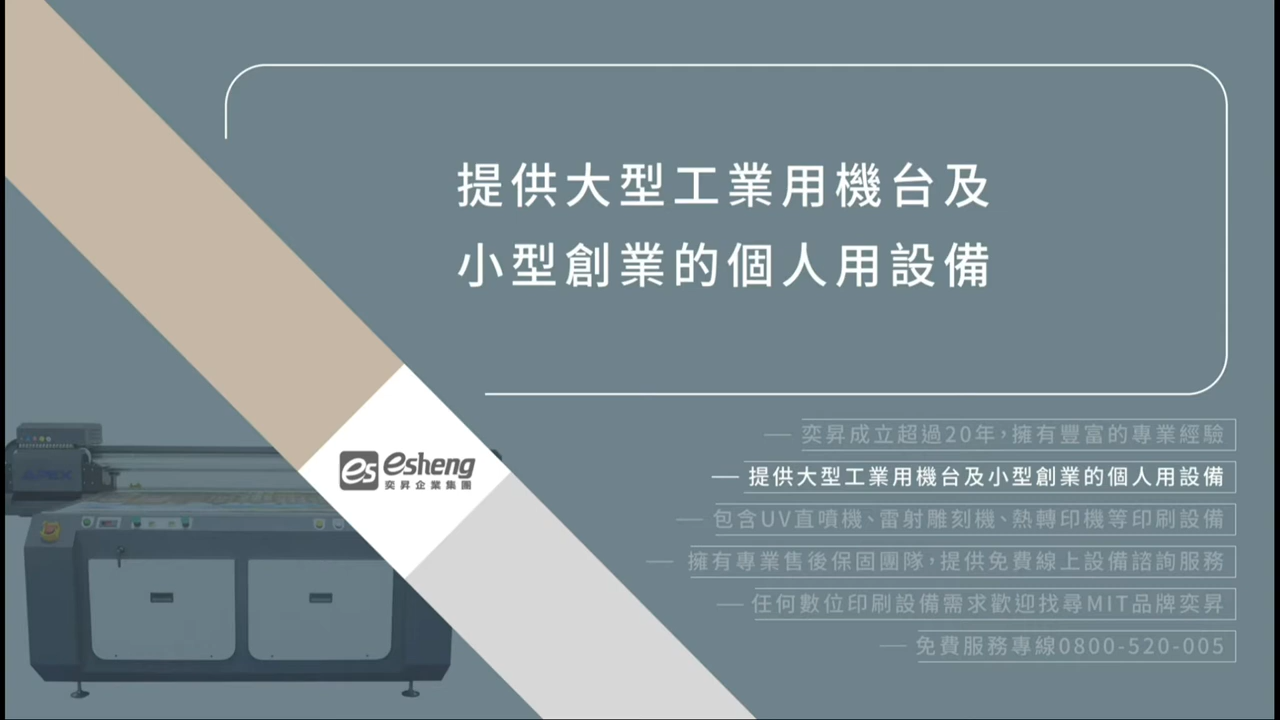 提供大型工業用機台及
小型創業的個人用設備
奕昇成立超過20年，擁有豐富的專業經驗
提供大型工業用機台及小型創業的個人用設備
包含UV直噴機、雷射雕刻機、熱轉印機等印刷設備
擁有專業售後保固團隊，提供免費線上設備諮詢服務
任何數位印刷設備需求歡迎找尋MIT品牌奕昇
免費服務專線0800-520-005
es esheng
奕昇企業集團
APEX